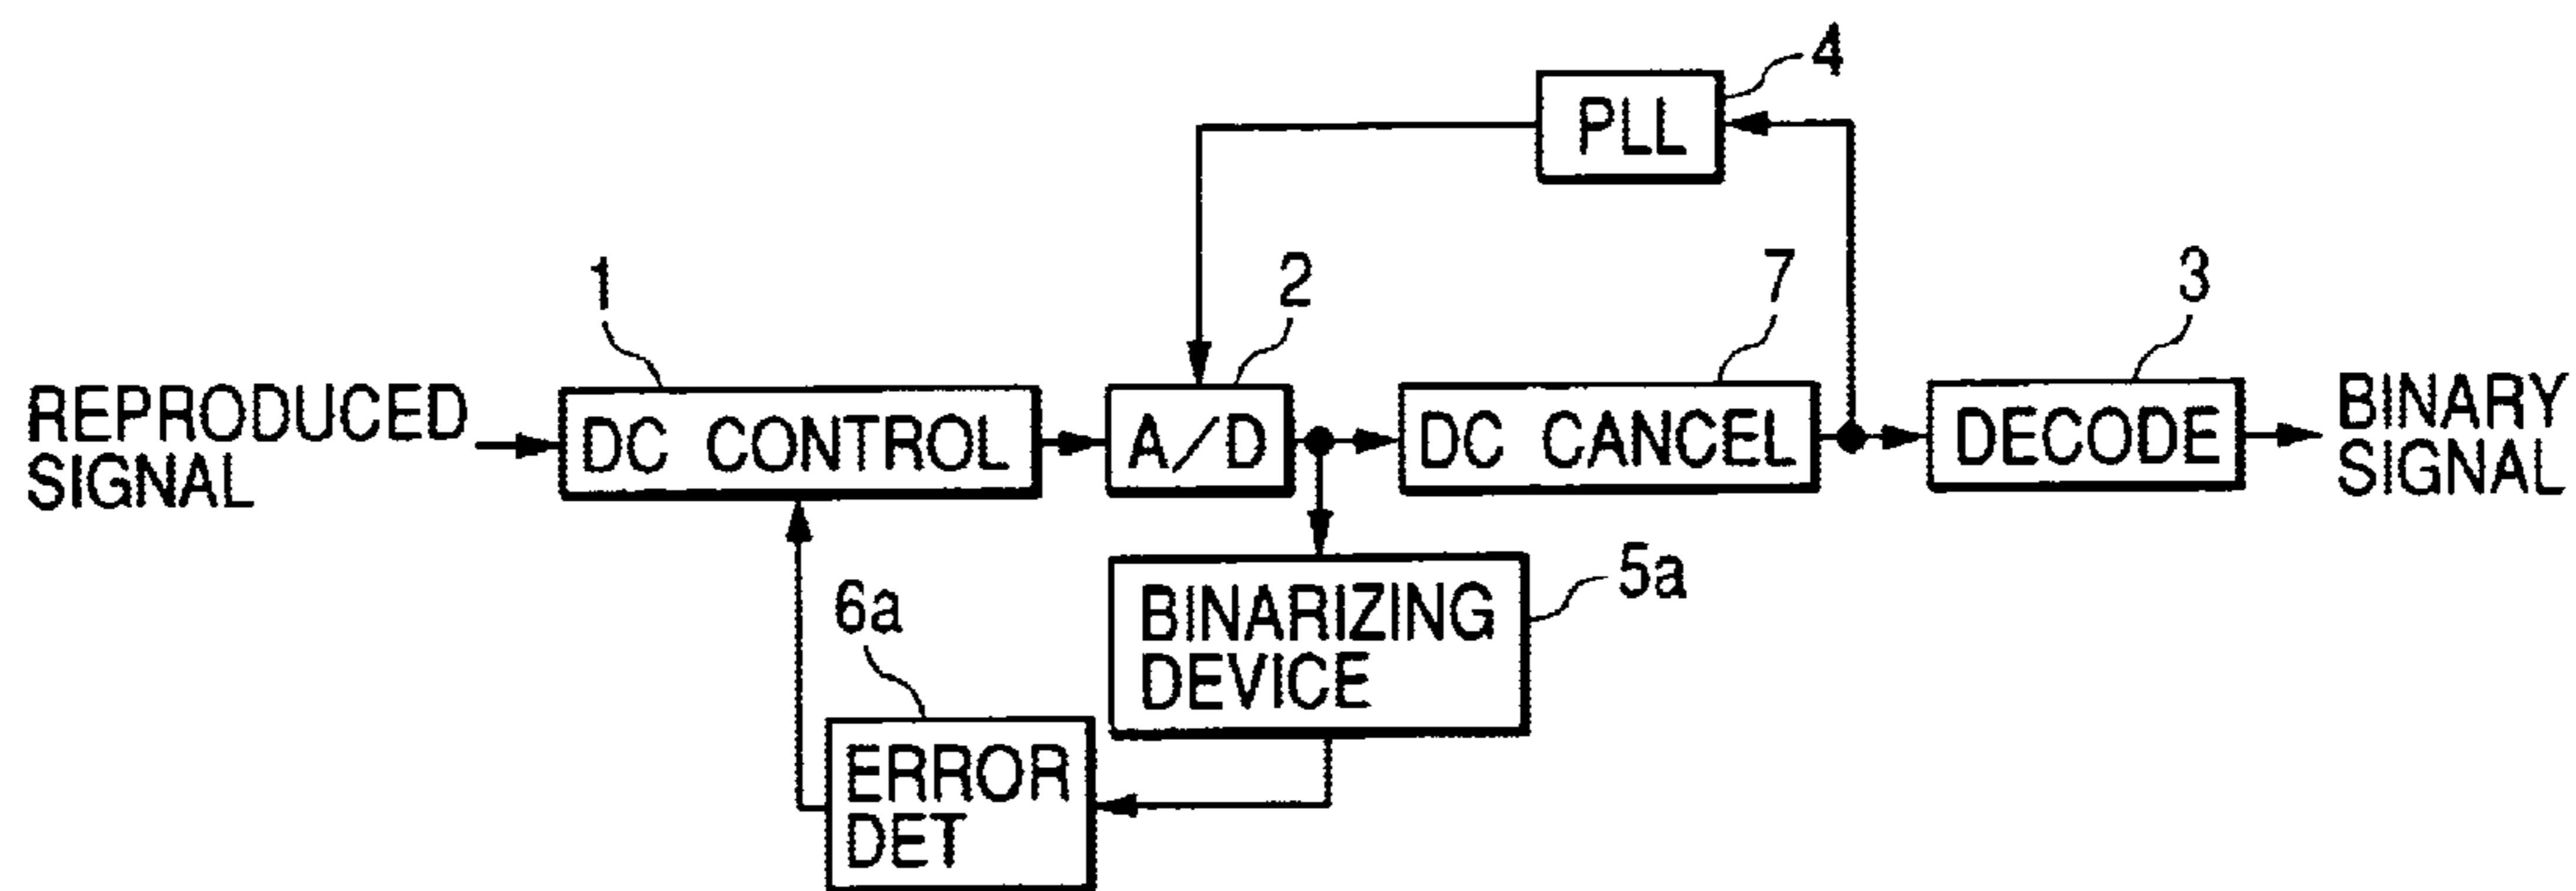 4
PLL
1
2
7
3
REPRODUCED
SIGNAL
DC CONTROL
A/D
DC CANCEL
DECODE
BINARY
SIGNAL
6a
BINARIZING
DEVICE
5a
ERROR
DET